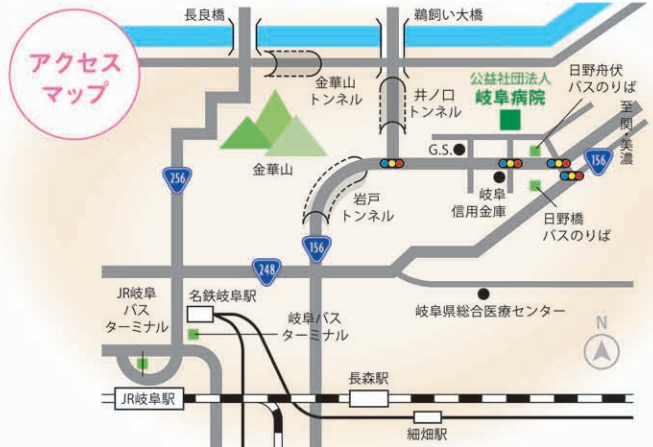 アクセス
マップ
長良橋
鵜飼い大橋
金華山
トンネル
井ノ口
トンネル
公益社団法人
岐阜病院
日野舟伏
バスのりば
至 関・美濃
G.S.
156
256
金華山
岩戸
トンネル
岐阜
信用金庫
日野橋
バスのりば
156
248
JR岐阜
バス
ターミナル
名鉄岐阜駅
岐阜バス
ターミナル
岐阜県総合医療センター
N
JR岐阜駅
長森駅
細畑駅